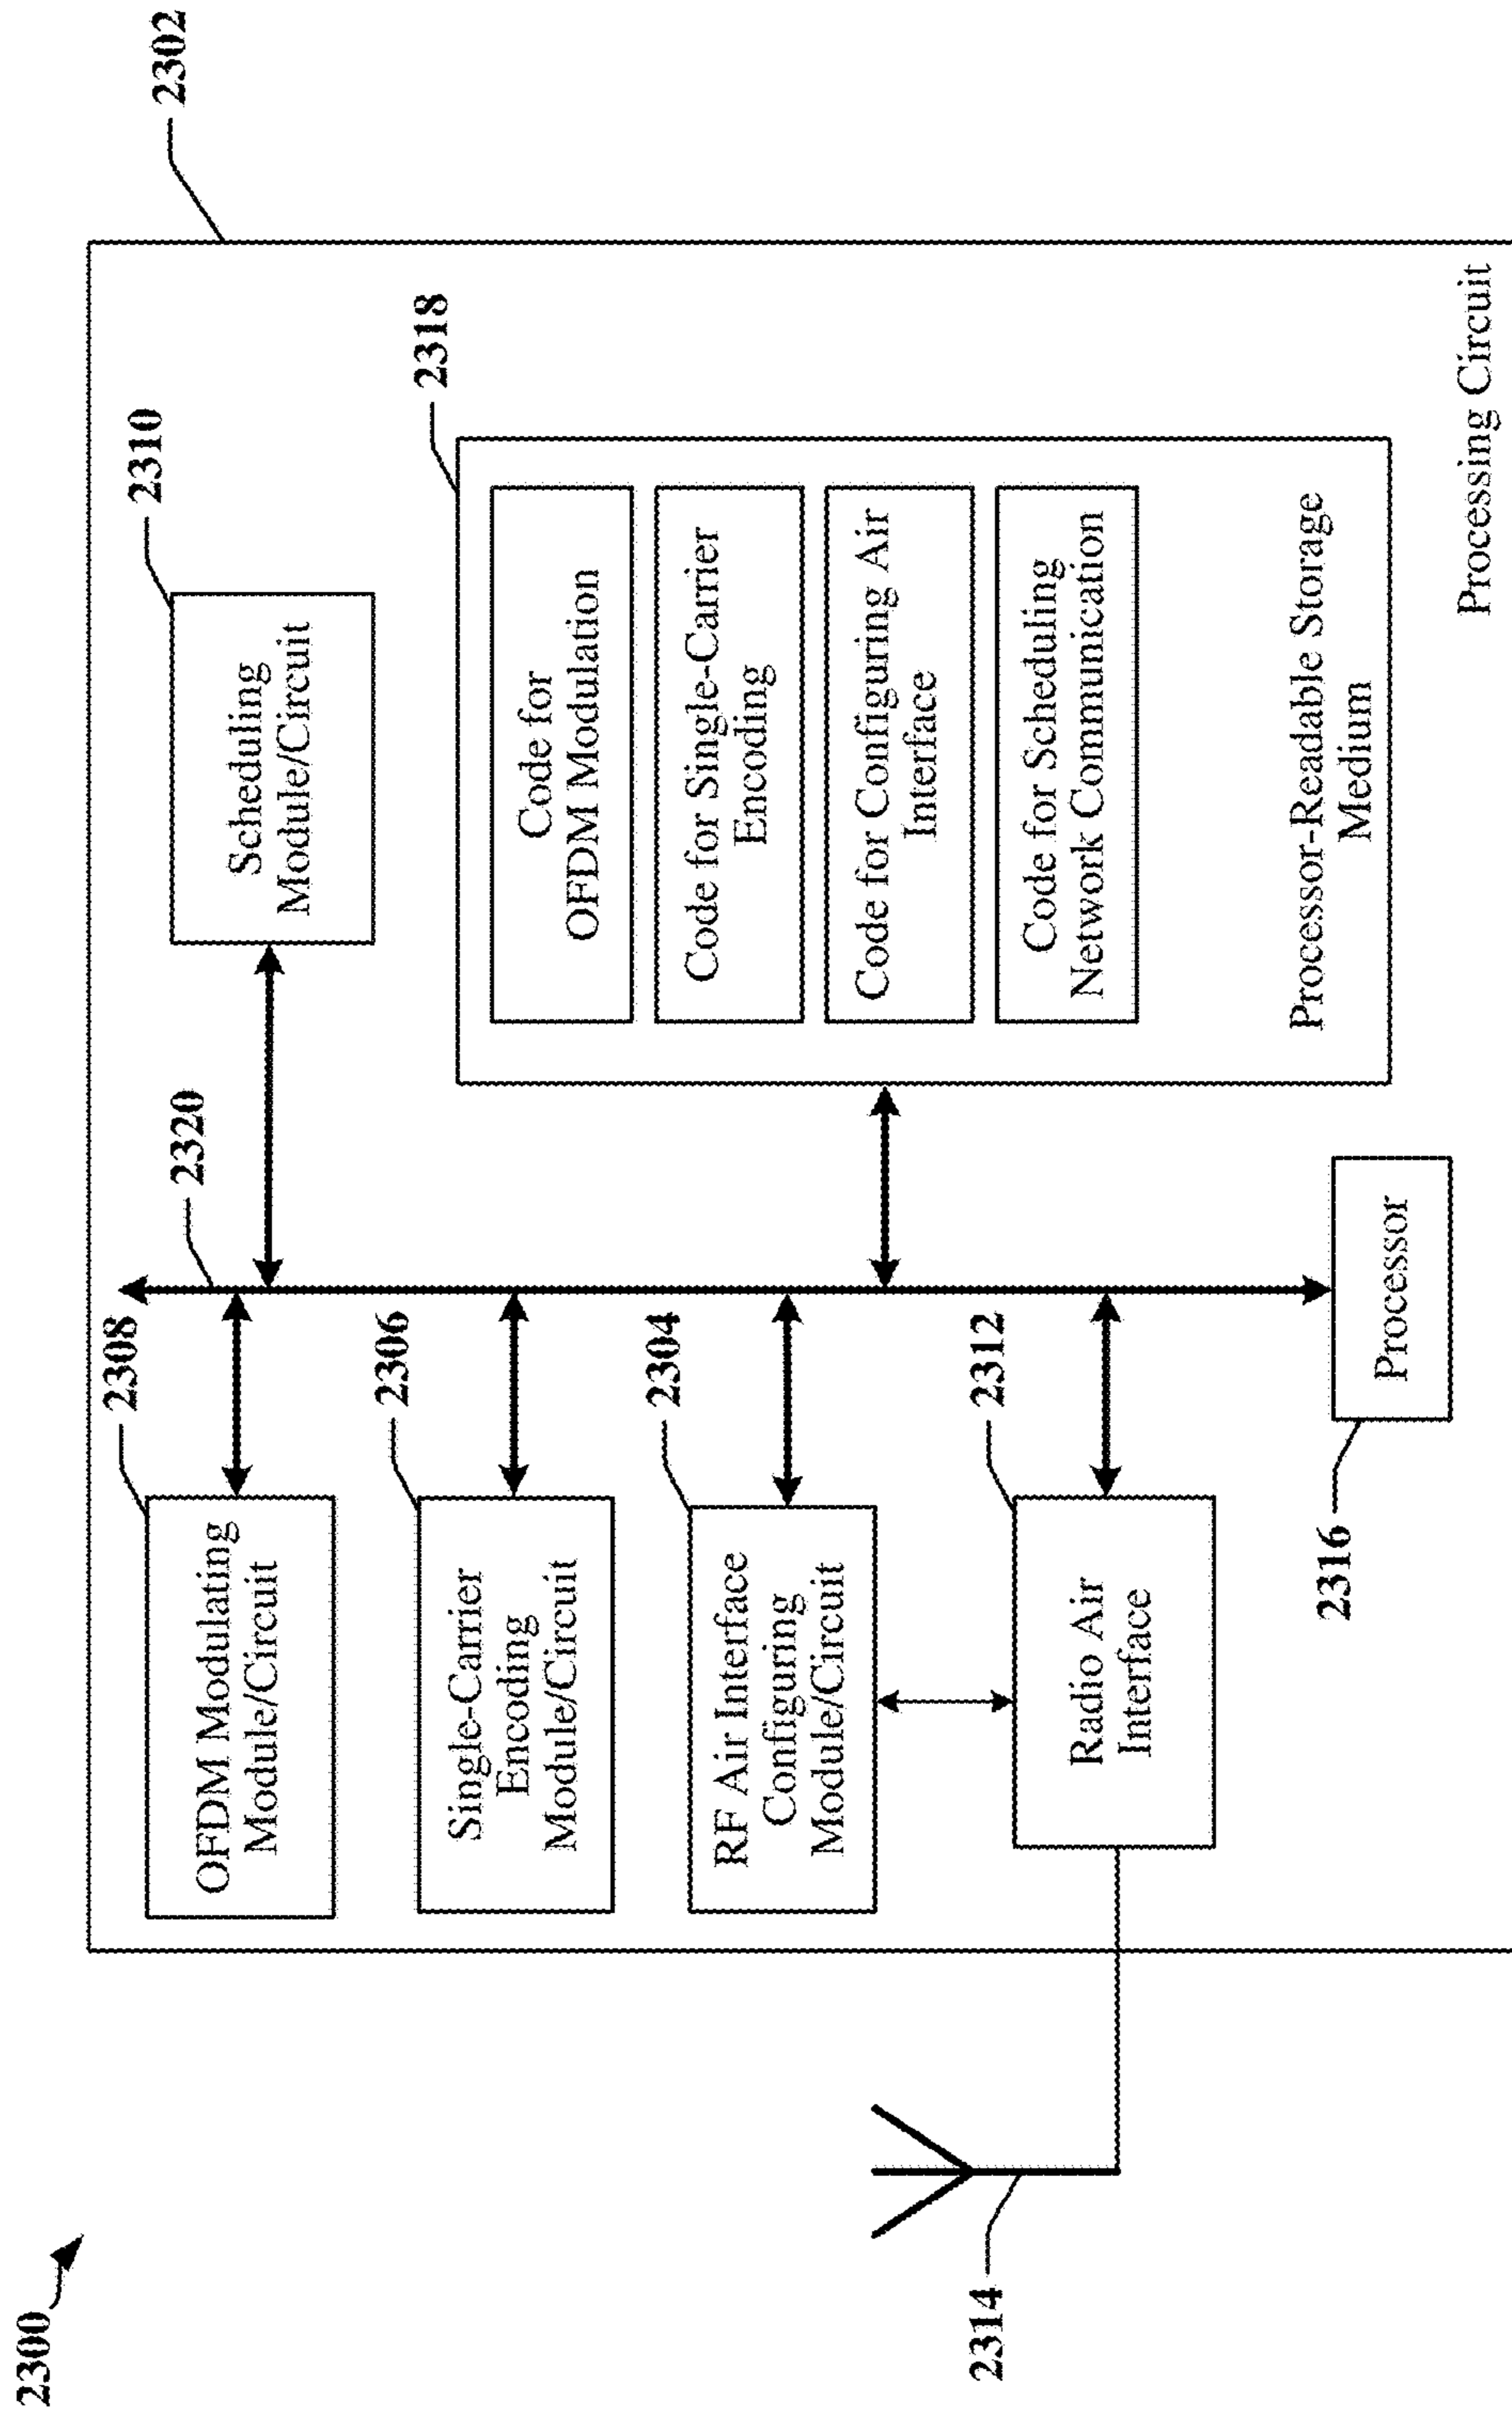 2300
2302
2308
OFDM Modulating
Module/Circuit
2320
2310
Scheduling
Module/Circuit
2306
Single-Carrier
Encoding
Module/Circuit
2318
Code for
OFDM Modulation
Code for Single-Carrier
Encoding
Code for Configuring Air
Interface
Code for Scheduling
Network Communication
Processor-Readable Storage
Medium
2304
RF Air Interface
Configuring
Module/Circuit
2312
Radio Air
Interface
2314
2316
Processor
Processing Circuit